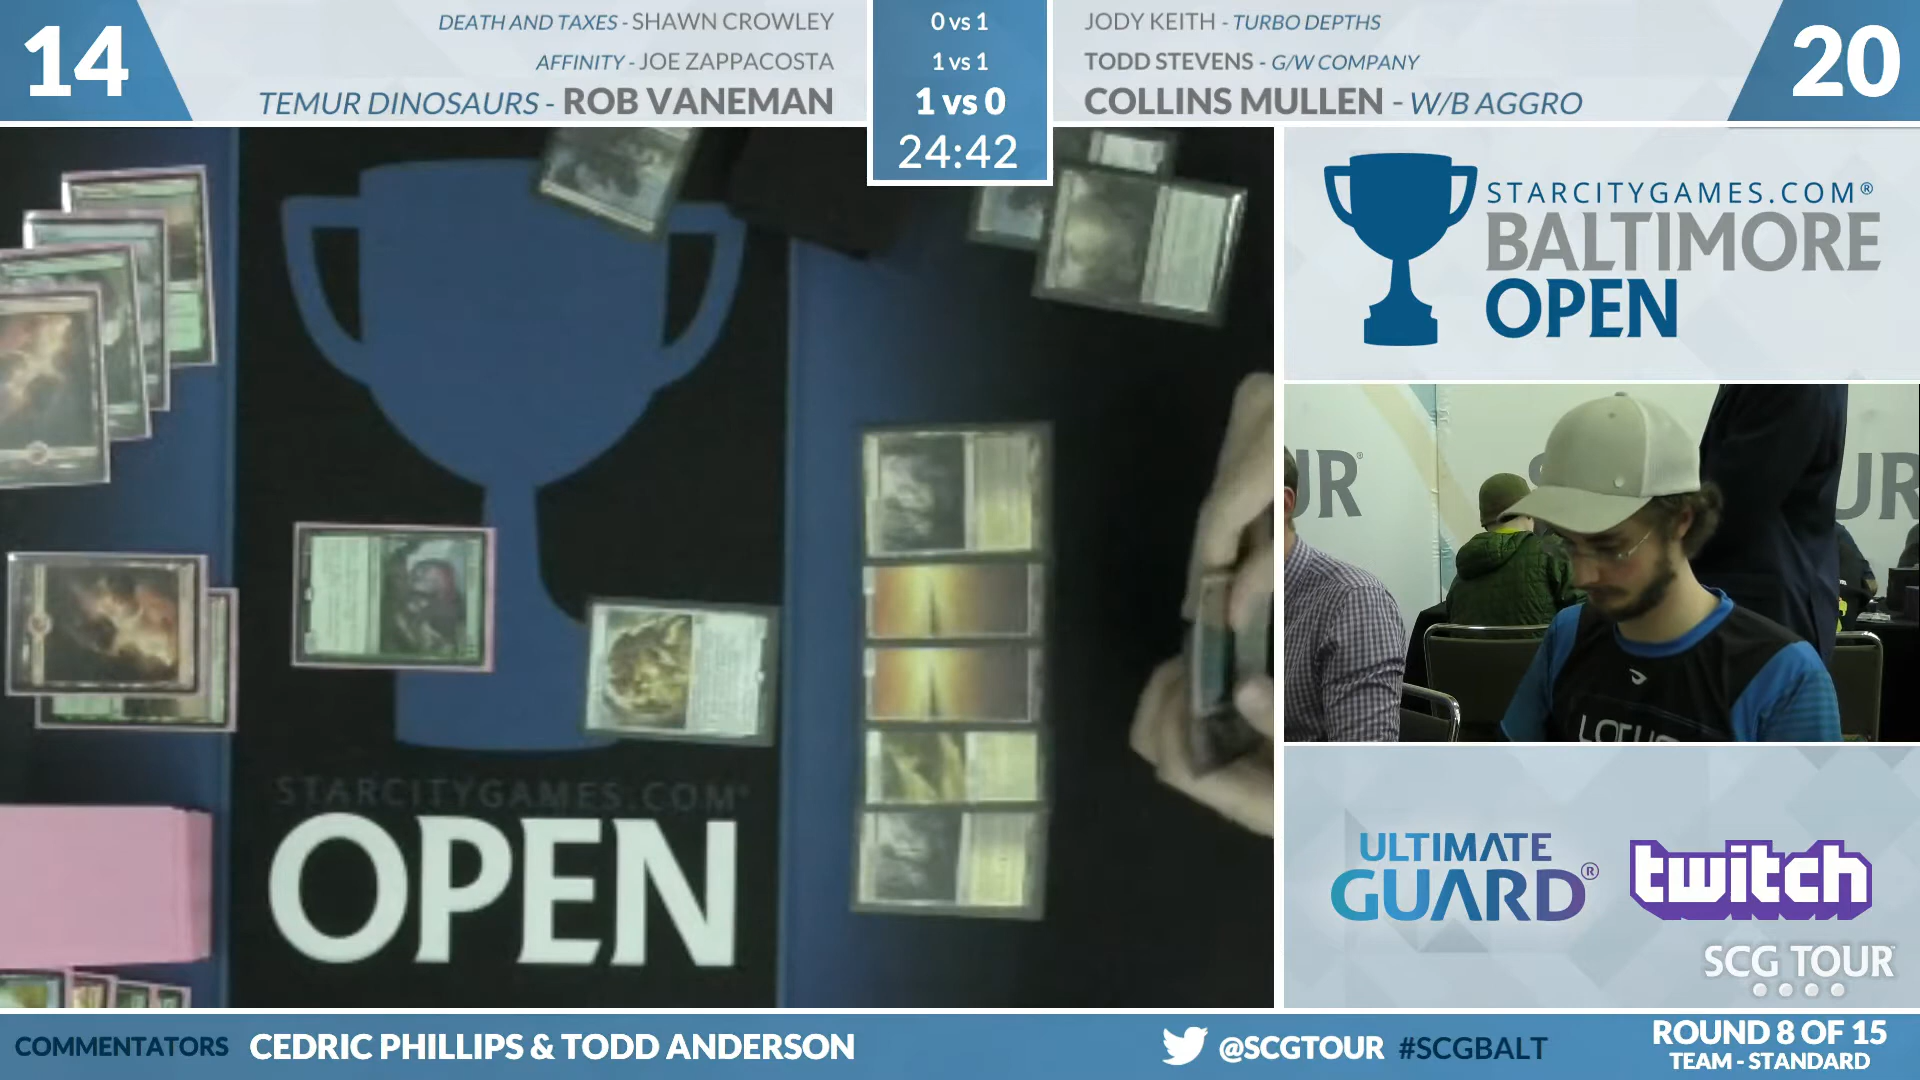 14
DEATH AND TAXES - SHAWN CROWLEY
AFFINITY - JOE ZAPPACOSTA
TEMUR DINOSAURS - ROB VANEMAN
0 vs 1
1 vs 1
1 vs 0
24:42
JODY KEITH - TURBO DEPTHS
TODD STEVENS - G/W COMPANY
COLLINS MULLEN - W/B AGGRO
20
STARCITYGAMES.COM®
BALTIMORE
OPEN
UR®
UR
LOTUS
STARCITYGAMES.COM®
OPEN
ULTIMATE
GUARD®
twitch
SCG TOUR
COMMENTATORS CEDRIC PHILLIPS & TODD ANDERSON
@SCGTOUR #SCGBALT
ROUND 8 OF 15
TEAM - STANDARD